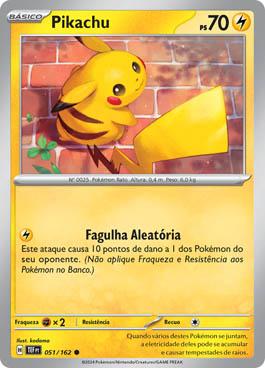 BÁSICO Pikachu PS 70
Nº 0025 Pokémon Rato Altura: 0,4 m Peso: 6,0 kg
Fagulha Aleatória
Este ataque causa 10 pontos de dano a 1 dos Pokémon do
seu oponente. (Não aplique Fraqueza e Resistência aos
Pokémon no Banco.)
Fraqueza ×2 Resistência Recuo
Ilust. kodama
H TEF PT 051/162
Quando vários destes Pokémon se juntam,
a eletricidade deles pode se acumular
e causar tempestades de raios.
©2024 Pokémon/Nintendo/Creatures/GAME FREAK